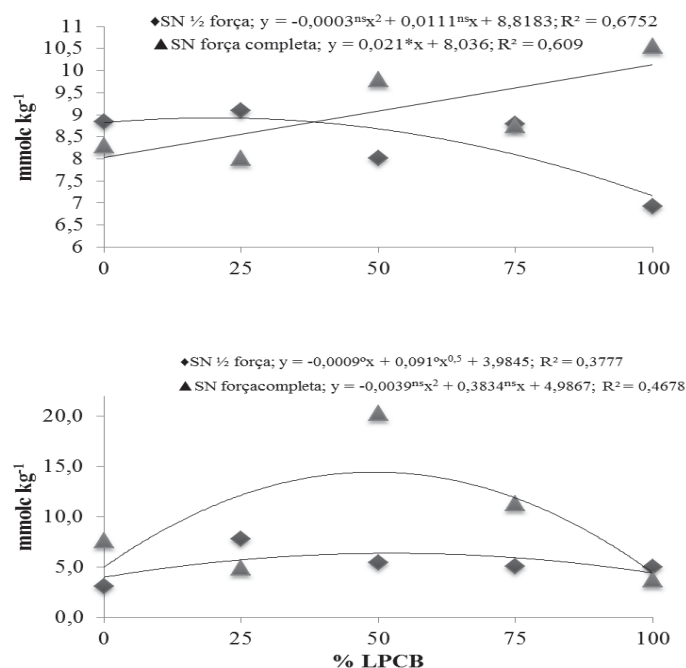 ◆SN ½ força; y = -0,0003ⁿˢx² + 0,0111ⁿˢx + 8,8183; R² = 0,6752
▲SN força completa; y = 0,021*x + 8,036; R² = 0,609
11
10,5
10
9,5
9
8,5
8
7,5
7
6,5
6
mmolc kg⁻¹
0 25 50 75 100
◆SN ½ força; y = -0,0009ºx + 0,091ºx⁰,⁵ + 3,9845; R² = 0,3777
▲ SN forçacompleta; y = -0,0039ⁿˢx² + 0,3834ⁿˢx + 4,9867; R² = 0,4678
20,0
15,0
10,0
5,0
0,0
mmolc kg⁻¹
0 25 50 75 100
% LPCB